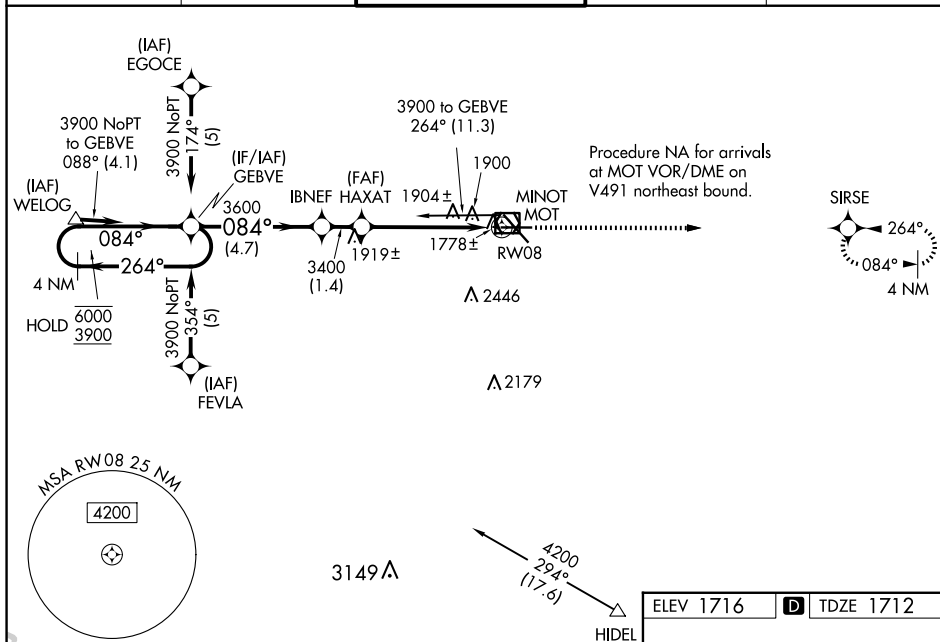 (IAF)
EGOCE
3900 NoPT
174°
(5)
3900 NoPT
to GEBVE
088° (4.1)
(IAF)
WELOG
(IF/IAF)
GEBVE
3600
084°
(4.7)
084°
264°
4 NM
HOLD
6000
3900
3900 NoPT
354°
(5)
(IAF)
FEVLA
IBNEF
(FAF)
HAXAT
3400
(1.4)
1919±
3900 to GEBVE
264° (11.3)
1904±
1900
1778±
MINOT
MOT
RW08
2446
2179
Procedure NA for arrivals
at MOT VOR/DME on
V491 northeast bound.
SIRSE
264°
084°
4 NM
MSA RW08 25 NM
4200
3149
4200
294°
(17.6)
HIDEL
ELEV 1716 D TDZE 1712